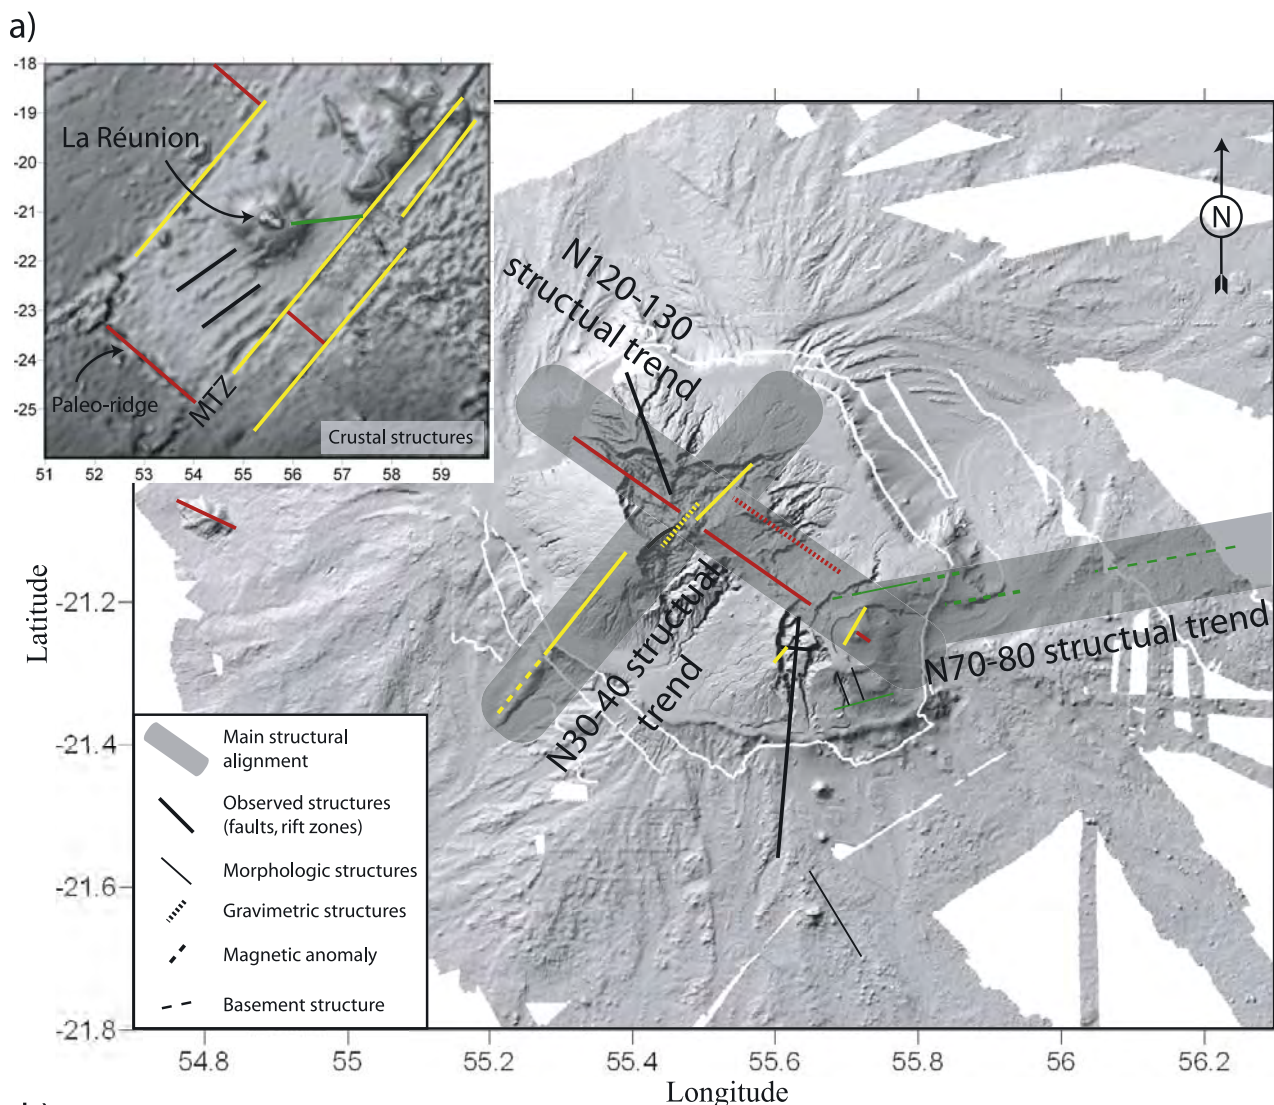 a)
-18
-19
-20
-21
-22
-23
-24
-25
51
52
53
54
55
56
57
58
59
La Réunion
Paleo-ridge
MTZ
Crustal structures
N
N120-130
structual trend
N30-40 structual
trend
N70-80 structual trend
Latitude
-21.2
-21.4
-21.6
-21.8
Main structural
alignment
Observed structures
(faults, rift zones)
Morphologic structures
Gravimetric structures
Magnetic anomaly
Basement structure
54.8
55
55.2
55.4
55.6
55.8
56
56.2
Longitude